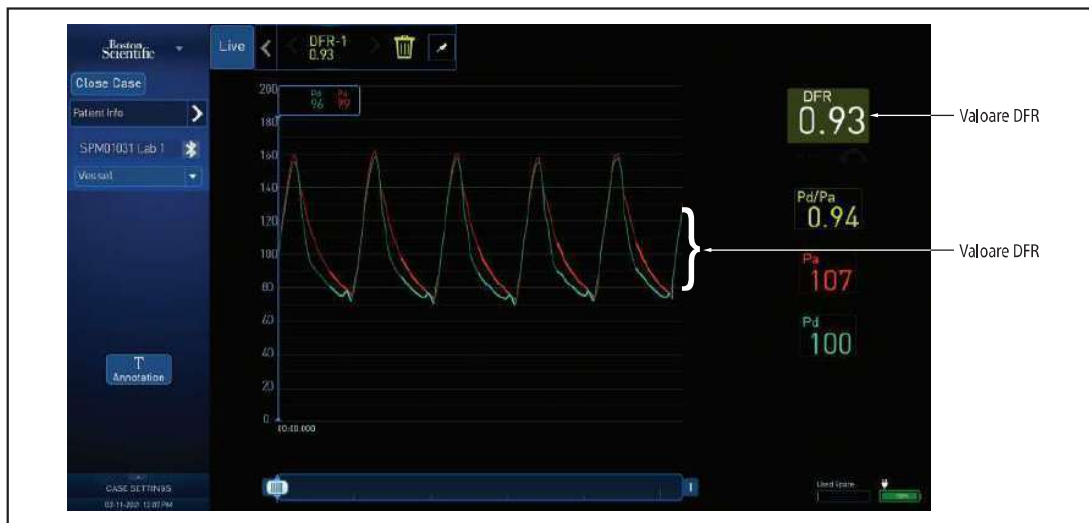 Boston
Scientific
Close Case
Patient Info
SPM01031 Lab 1
Vessel
T
Annotation
CASE SETTINGS
Live
DFR-1
0.93
200
180
160
140
120
100
80
60
40
20
0
Pd Pa
96 99
00:00.000
DFR
0.93
Pd/Pa
0.94
Pa
107
Pd
100
Used Space
Valoare DFR
Valoare DFR